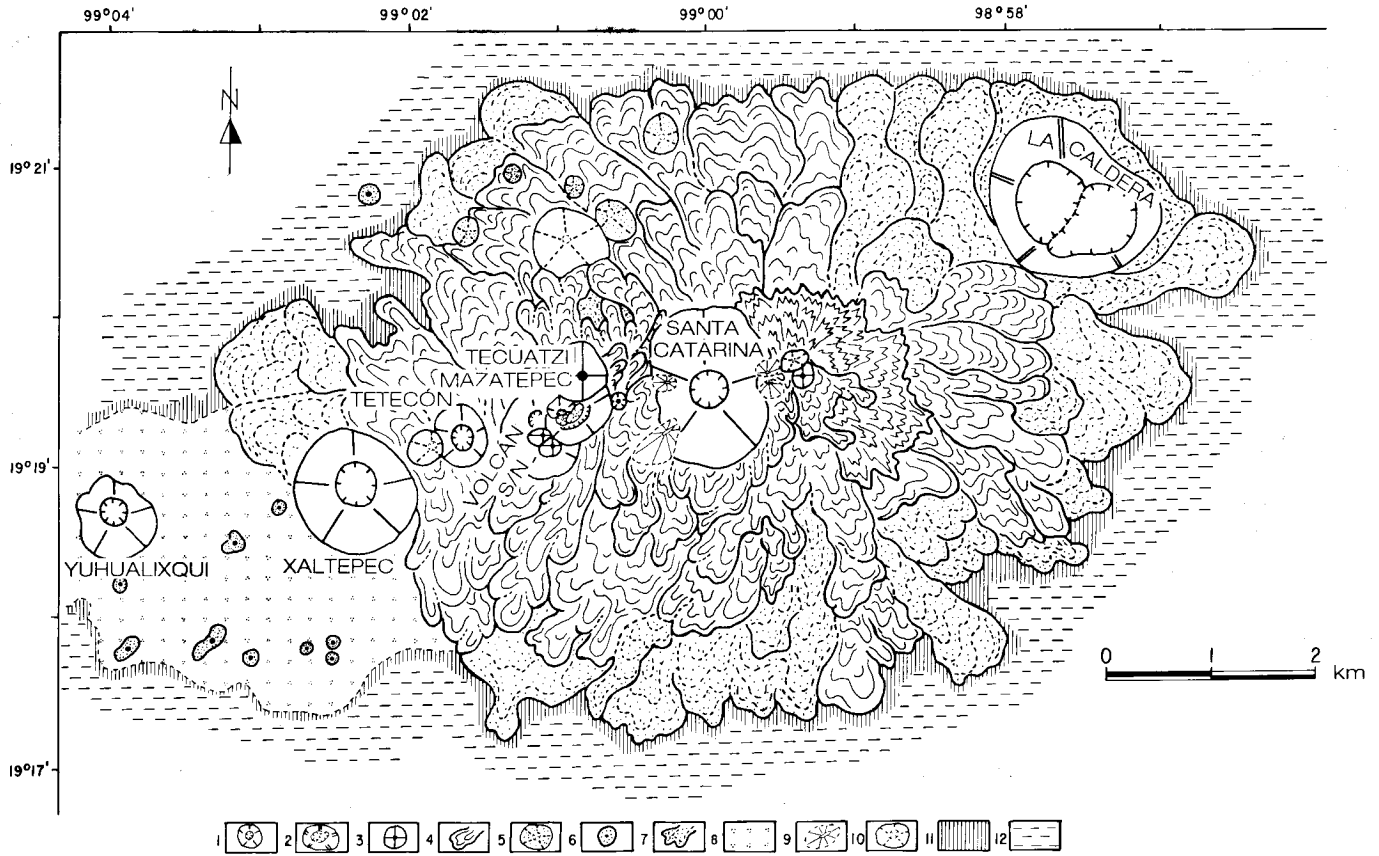 99°04' 99°02' 99°00' 98°58'
N
19°21'
19°19'
19°17'
LA CALDERA
SANTA
CATARINA
TECUATZI
MAZATEPEC
TETECÓN
VOLCAN
SIN
YUHUALIXQUI
XALTEPEC
0 1 2 km
1 2 3 4 5 6 7 8 9 10 11 12